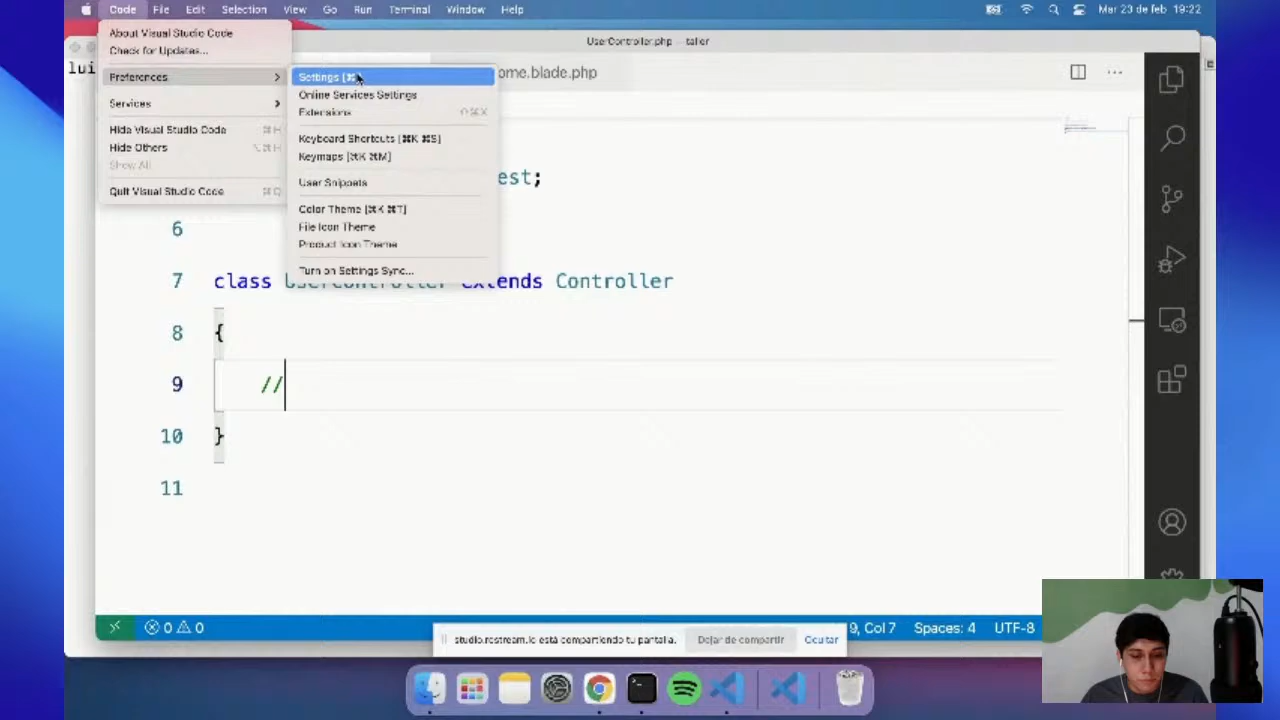 Code File Edit Selection View Go Run Terminal Window Help Mar 23 de feb 19:22
About Visual Studio Code
Check for Updates...
Preferences
Services
Hide Visual Studio Code ⌘H
Hide Others ⌥⌘H
Show All
Quit Visual Studio Code ⌘Q
Settings [⌘
Online Services Settings
Extensions ⇧⌘X
Keyboard Shortcuts [⌘K ⌘S]
Keymaps [⌘K ⌘M]
User Snippets
Color Theme [⌘K ⌘T]
File Icon Theme
Product Icon Theme
Turn on Settings Sync...
UserController.php — taller
lui
ome.blade.php
est;
6
7 class UserController extends Controller
8 {
9 //
10 }
11
0 0
9, Col 7 Spaces: 4 UTF-8
studio.restream.io está compartiendo tu pantalla. Dejar de compartir Ocultar